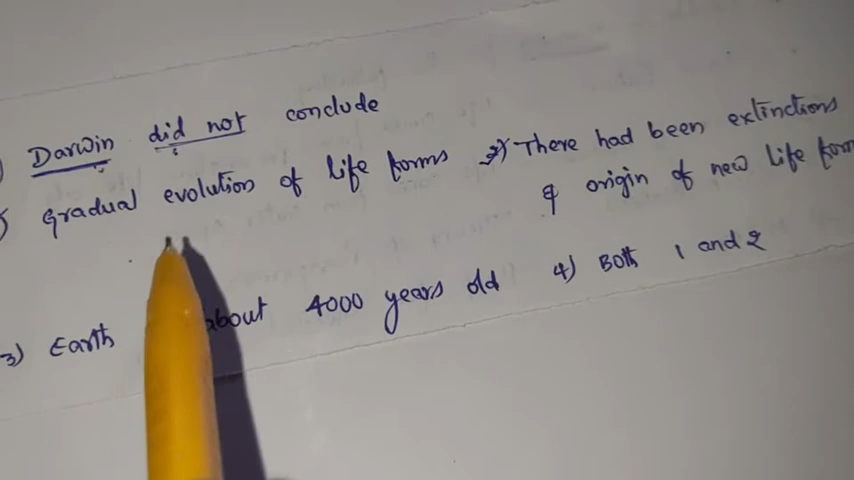 Darwin did not conclude
Gradual evolution of life forms 2) There had been extinctions
& origin of new life form
3) Earth about 4000 years old 4) Both 1 and 2